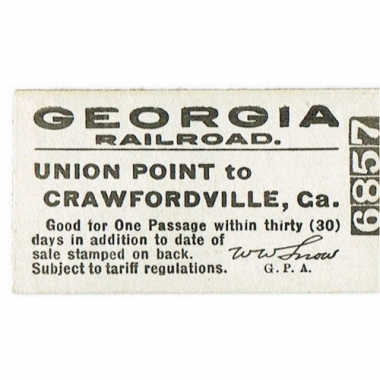 GEORGIA
RAILROAD.
UNION POINT to
CRAWFORDVILLE, Ga.
Good for One Passage within thirty (30)
days in addition to date of
sale stamped on back.
Subject to tariff regulations.
WW Snow
G. P. A.
6857